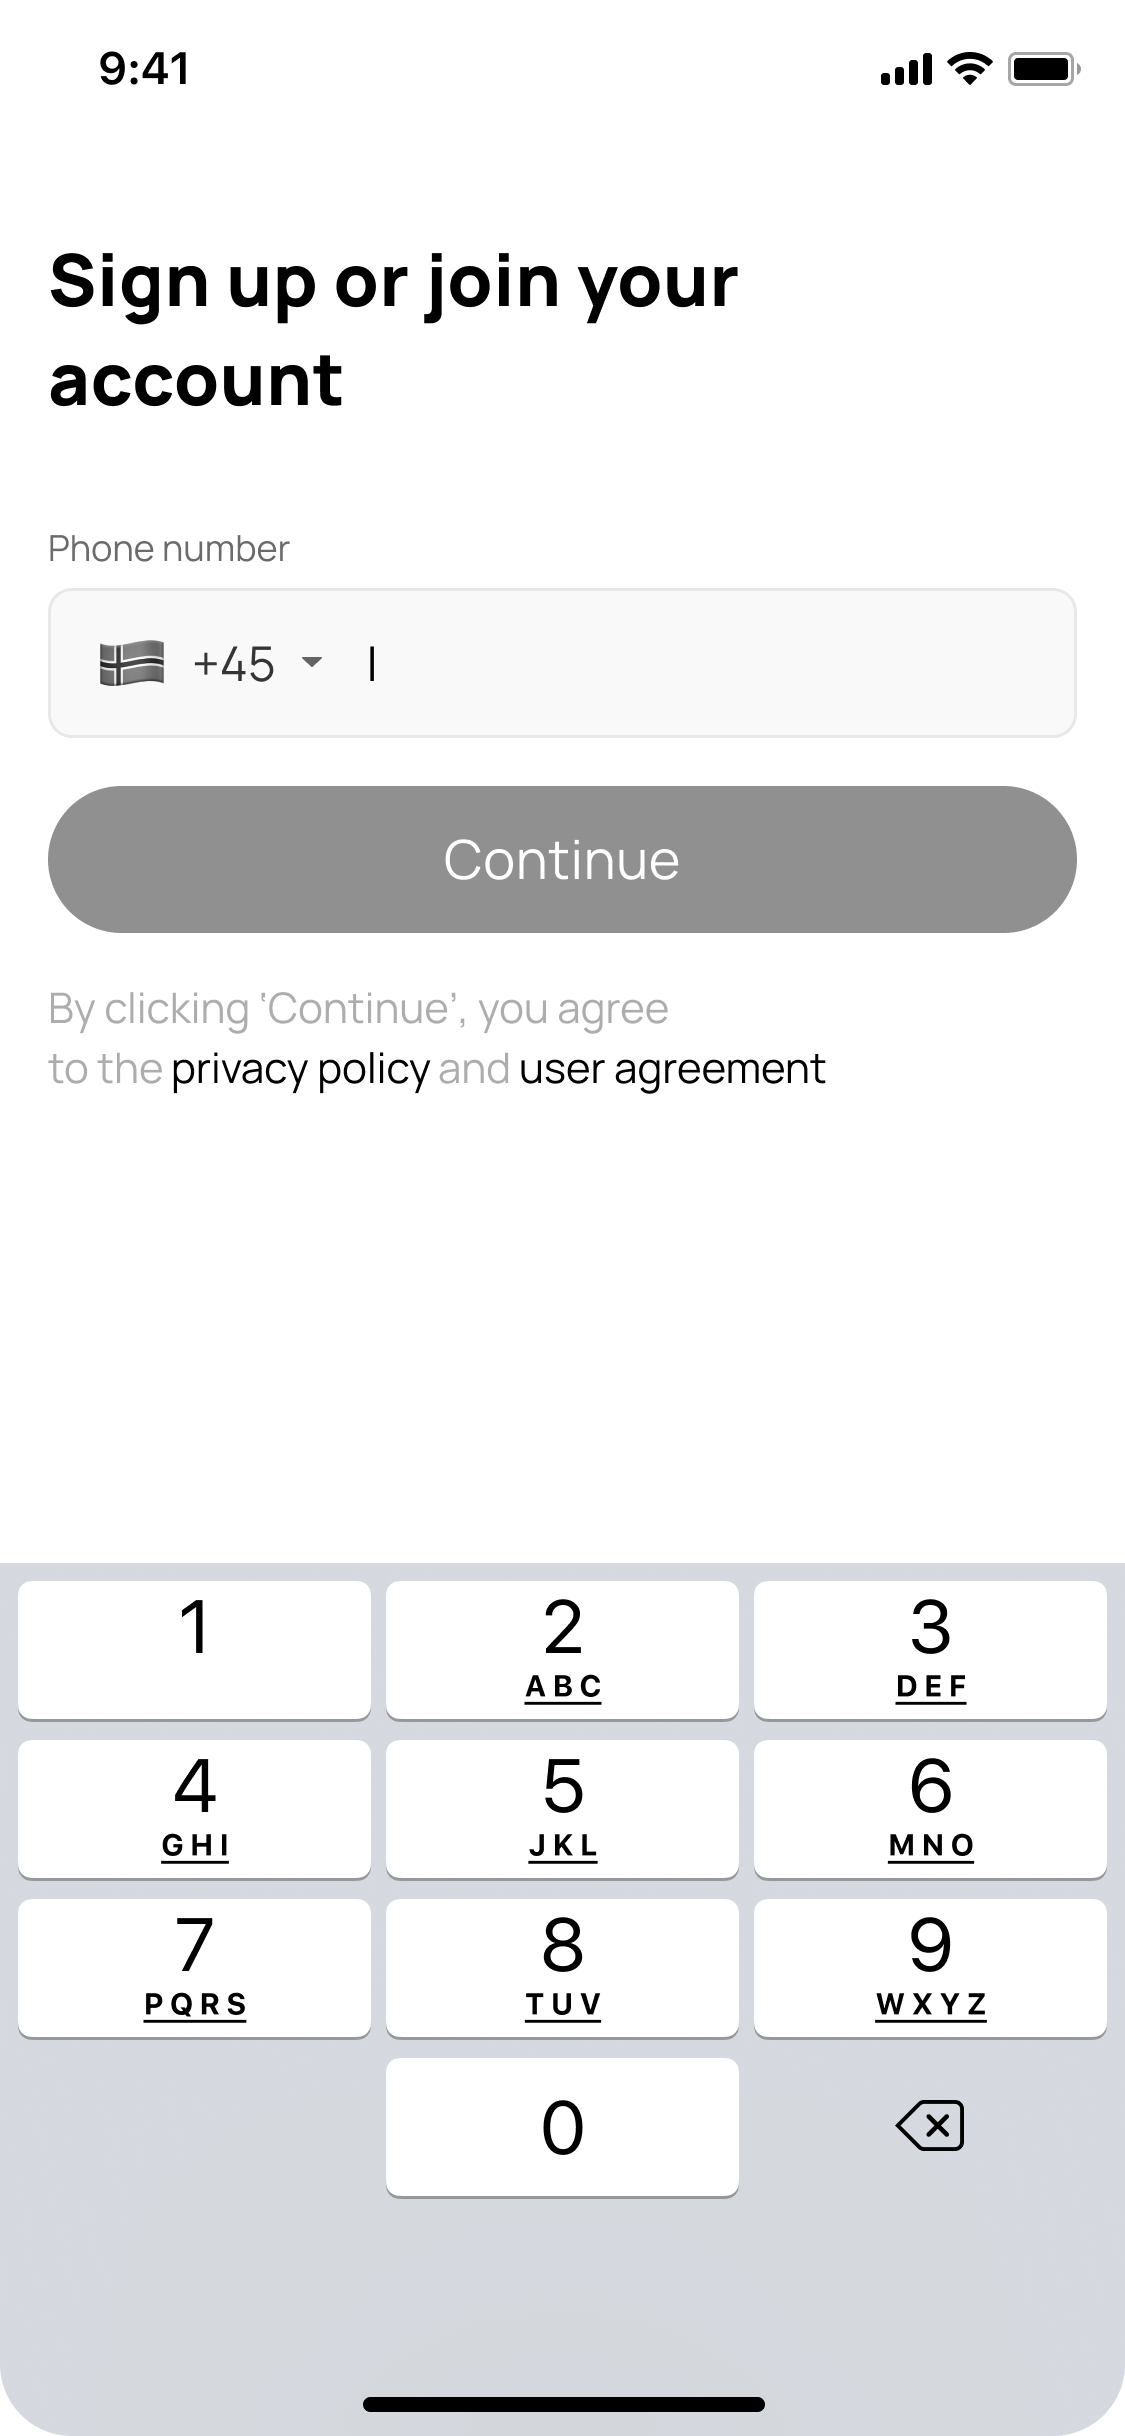 9:41
Sign up or join your
account
Phone number
+45
Continue
By clicking ‘Continue’, you agree
to the privacy policy and user agreement
1
2
3
ABC
DEF
4
5
6
GHI
JKL
MNO
7
8
9
PQRS
TUV
WXYZ
0